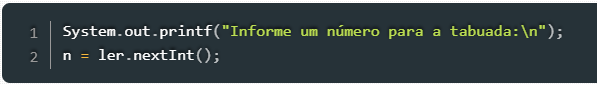 1 System.out.printf("Informe um número para a tabuada:\n");
2 n = ler.nextInt();